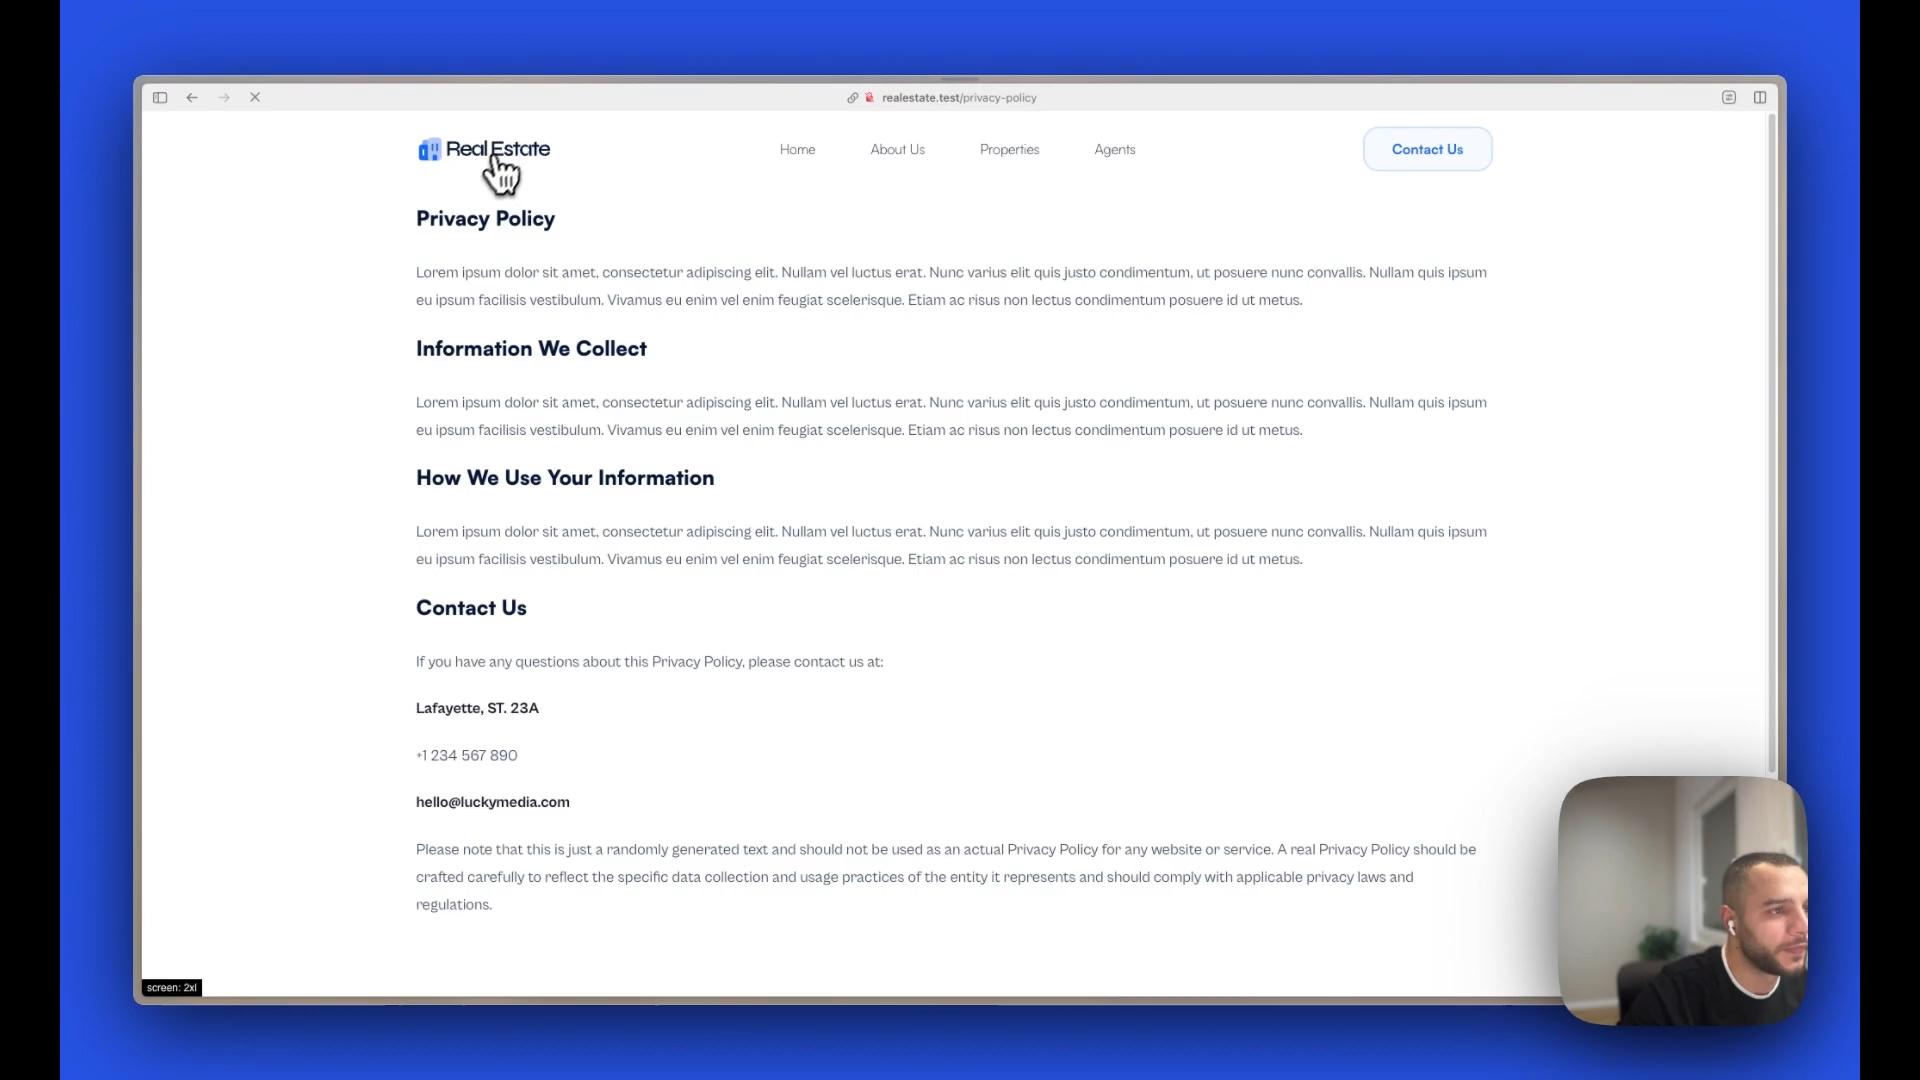 realestate.test/privacy-policy
Real Estate
Home
About Us
Properties
Agents
Contact Us
Privacy Policy
Lorem ipsum dolor sit amet, consectetur adipiscing elit. Nullam vel luctus erat. Nunc varius elit quis justo condimentum, ut posuere nunc convallis. Nullam quis ipsum
eu ipsum facilisis vestibulum. Vivamus eu enim vel enim feugiat scelerisque. Etiam ac risus non lectus condimentum posuere id ut metus.
Information We Collect
Lorem ipsum dolor sit amet, consectetur adipiscing elit. Nullam vel luctus erat. Nunc varius elit quis justo condimentum, ut posuere nunc convallis. Nullam quis ipsum
eu ipsum facilisis vestibulum. Vivamus eu enim vel enim feugiat scelerisque. Etiam ac risus non lectus condimentum posuere id ut metus.
How We Use Your Information
Lorem ipsum dolor sit amet, consectetur adipiscing elit. Nullam vel luctus erat. Nunc varius elit quis justo condimentum, ut posuere nunc convallis. Nullam quis ipsum
eu ipsum facilisis vestibulum. Vivamus eu enim vel enim feugiat scelerisque. Etiam ac risus non lectus condimentum posuere id ut metus.
Contact Us
If you have any questions about this Privacy Policy, please contact us at:
Lafayette, ST. 23A
+1 234 567 890
hello@luckymedia.com
Please note that this is just a randomly generated text and should not be used as an actual Privacy Policy for any website or service. A real Privacy Policy should be
crafted carefully to reflect the specific data collection and usage practices of the entity it represents and should comply with applicable privacy laws and
regulations.
screen: 2xl